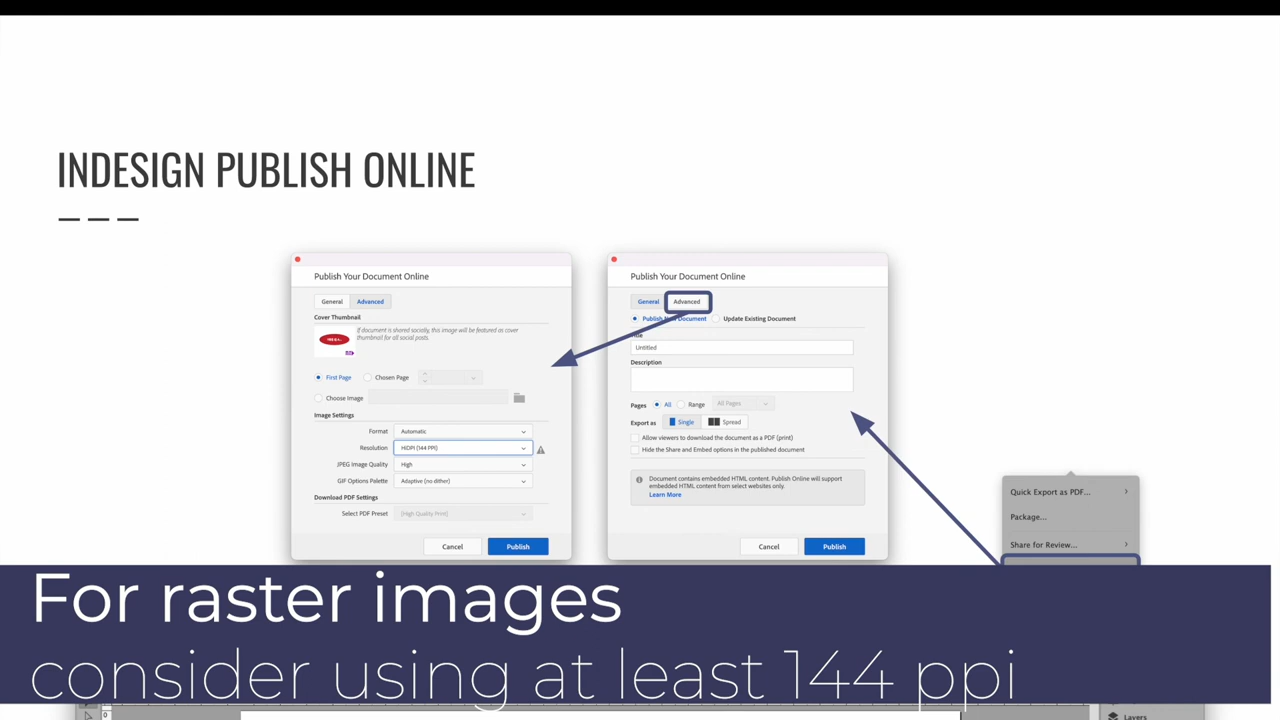 INDESIGN PUBLISH ONLINE
Publish Your Document Online
General Advanced
Cover Thumbnail
If document is shared socially, this image will be featured as cover
thumbnail for all social posts.
First Page Chosen Page
Choose Image
Image Settings
Format Automatic
Resolution HiDPI (144 PPI)
JPEG Image Quality High
GIF Options Palette Adaptive (no dither)
Download PDF Settings
Select PDF Preset [High Quality Print]
Cancel Publish
Publish Your Document Online
General Advanced
Publish New Document Update Existing Document
Title
Untitled
Description
Pages All Range All Pages
Export as Single Spread
Allow viewers to download the document as a PDF (print)
Hide the Share and Embed options in the published document
Document contains embedded HTML content. Publish Online will support
embedded HTML content from select websites only.
Learn More
Cancel Publish
Quick Export as PDF...
Package...
Share for Review...
For raster images
consider using at least 144 ppi
0
Layers